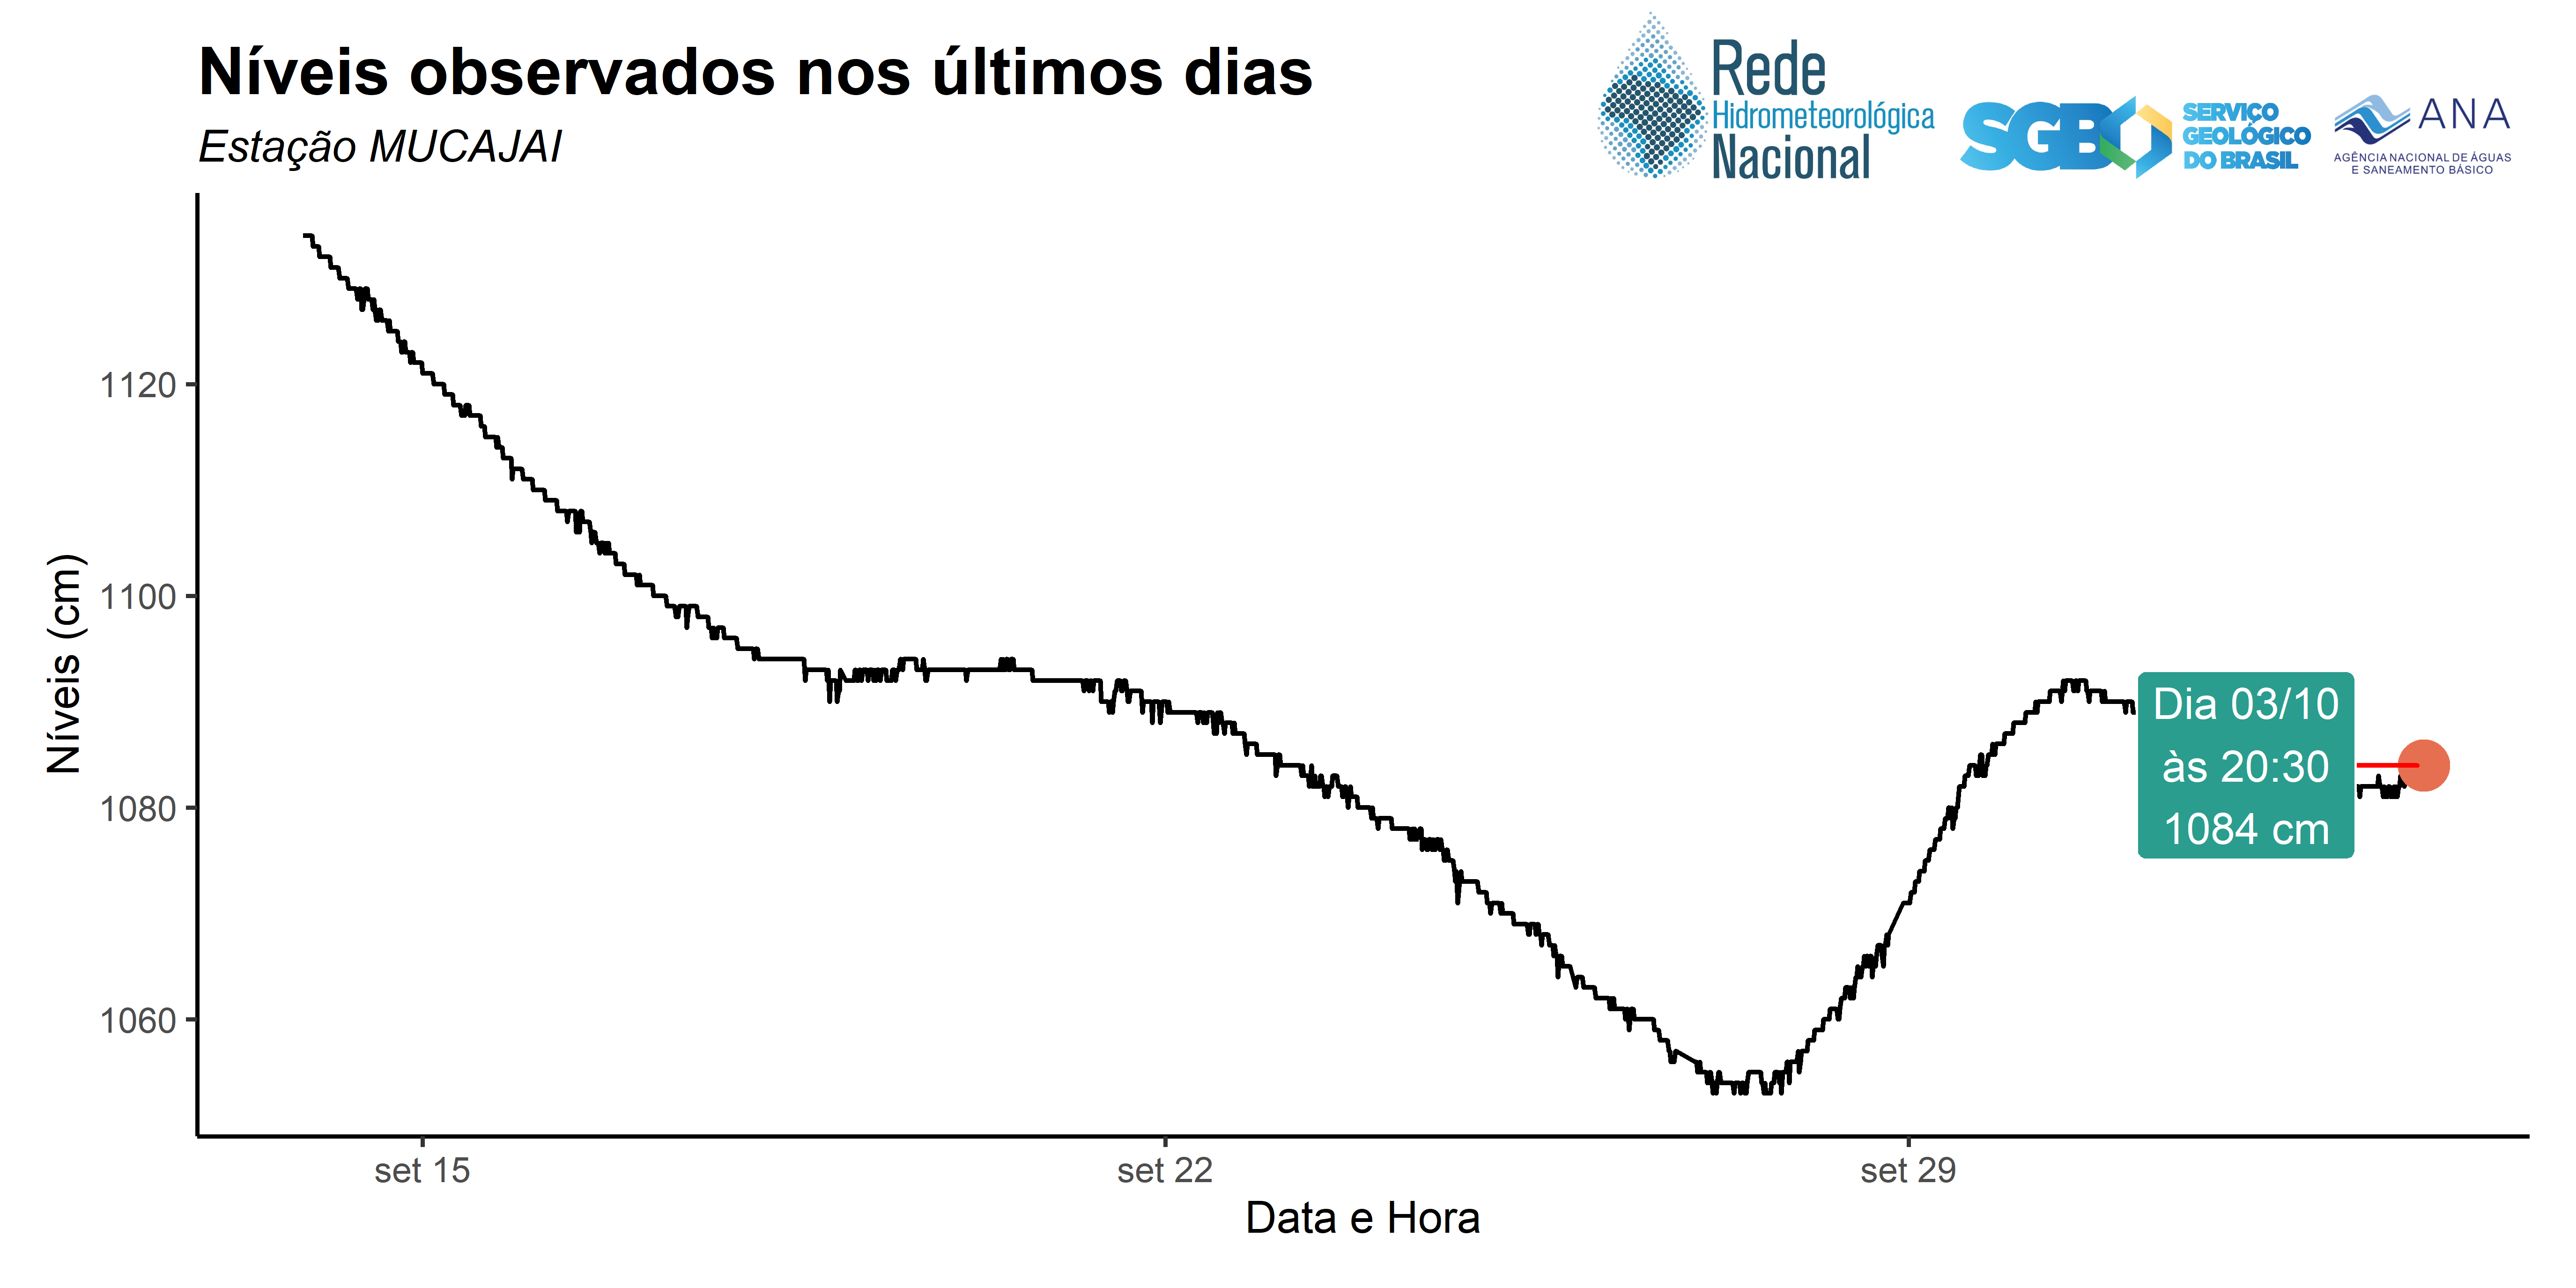 Níveis observados nos últimos dias
Estação MUCAJAI
Rede
Hidrometeorológica
Nacional
SGB
SERVIÇO
GEOLÓGICO
DO BRASIL
ANA
AGÊNCIA NACIONAL DE ÁGUAS
E SANEAMENTO BÁSICO
Níveis (cm)
1120
1100
1080
1060
Dia 03/10
às 20:30
1084 cm
set 15
set 22
set 29
Data e Hora